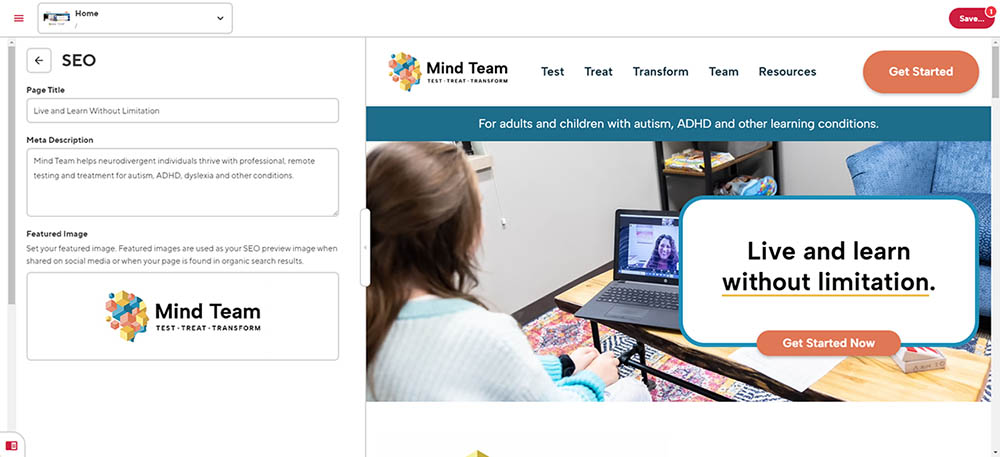 Home
/
Save...
1
SEO
Page Title
Live and Learn Without Limitation
Meta Description
Mind Team helps neurodivergent individuals thrive with professional, remote
testing and treatment for autism, ADHD, dyslexia and other conditions.
Featured Image
Set your featured image. Featured images are used as your SEO preview image when
shared on social media or when your page is found in organic search results.
Mind Team
TEST · TREAT · TRANSFORM
Mind Team
TEST · TREAT · TRANSFORM
Test
Treat
Transform
Team
Resources
Get Started
For adults and children with autism, ADHD and other learning conditions.
Live and learn
without limitation.
Get Started Now